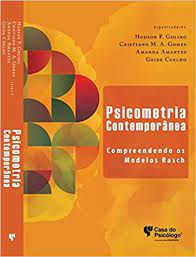 organizadores
Hudson F. Golino
Cristiano M. A. Gomes
Amanda Amantes
Geide Coelho
Psicometria
Contemporânea
Compreendendo os
Modelos Rasch
Casa do
Psicólogo
Psicometria
Contemporânea